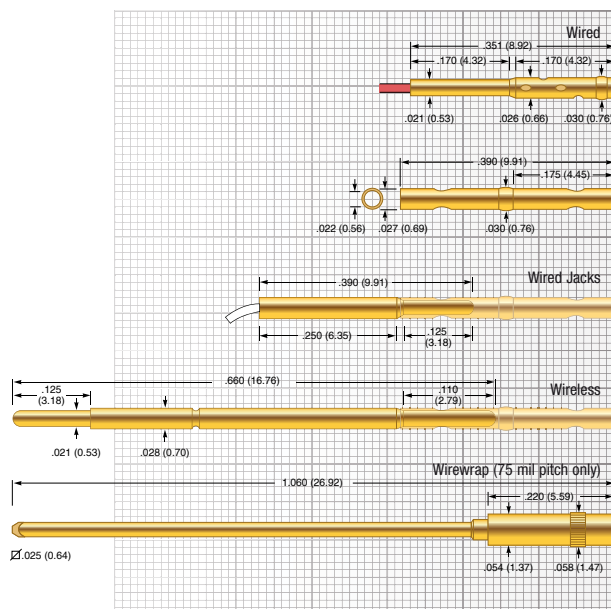 Wired
.351 (8.92)
.170 (4.32) .170 (4.32)
.021 (0.53) .026 (0.66) .030 (0.76)
.390 (9.91)
.175 (4.45)
.022 (0.56) .027 (0.69) .030 (0.76)
Wired Jacks
.390 (9.91)
.250 (6.35) .125
(3.18)
Wireless
.660 (16.76)
.125 .110
(3.18) (2.79)
.021 (0.53) .028 (0.70)
Wirewrap (75 mil pitch only)
1.060 (26.92)
.220 (5.59)
.025 (0.64) .054 (1.37) .058 (1.47)